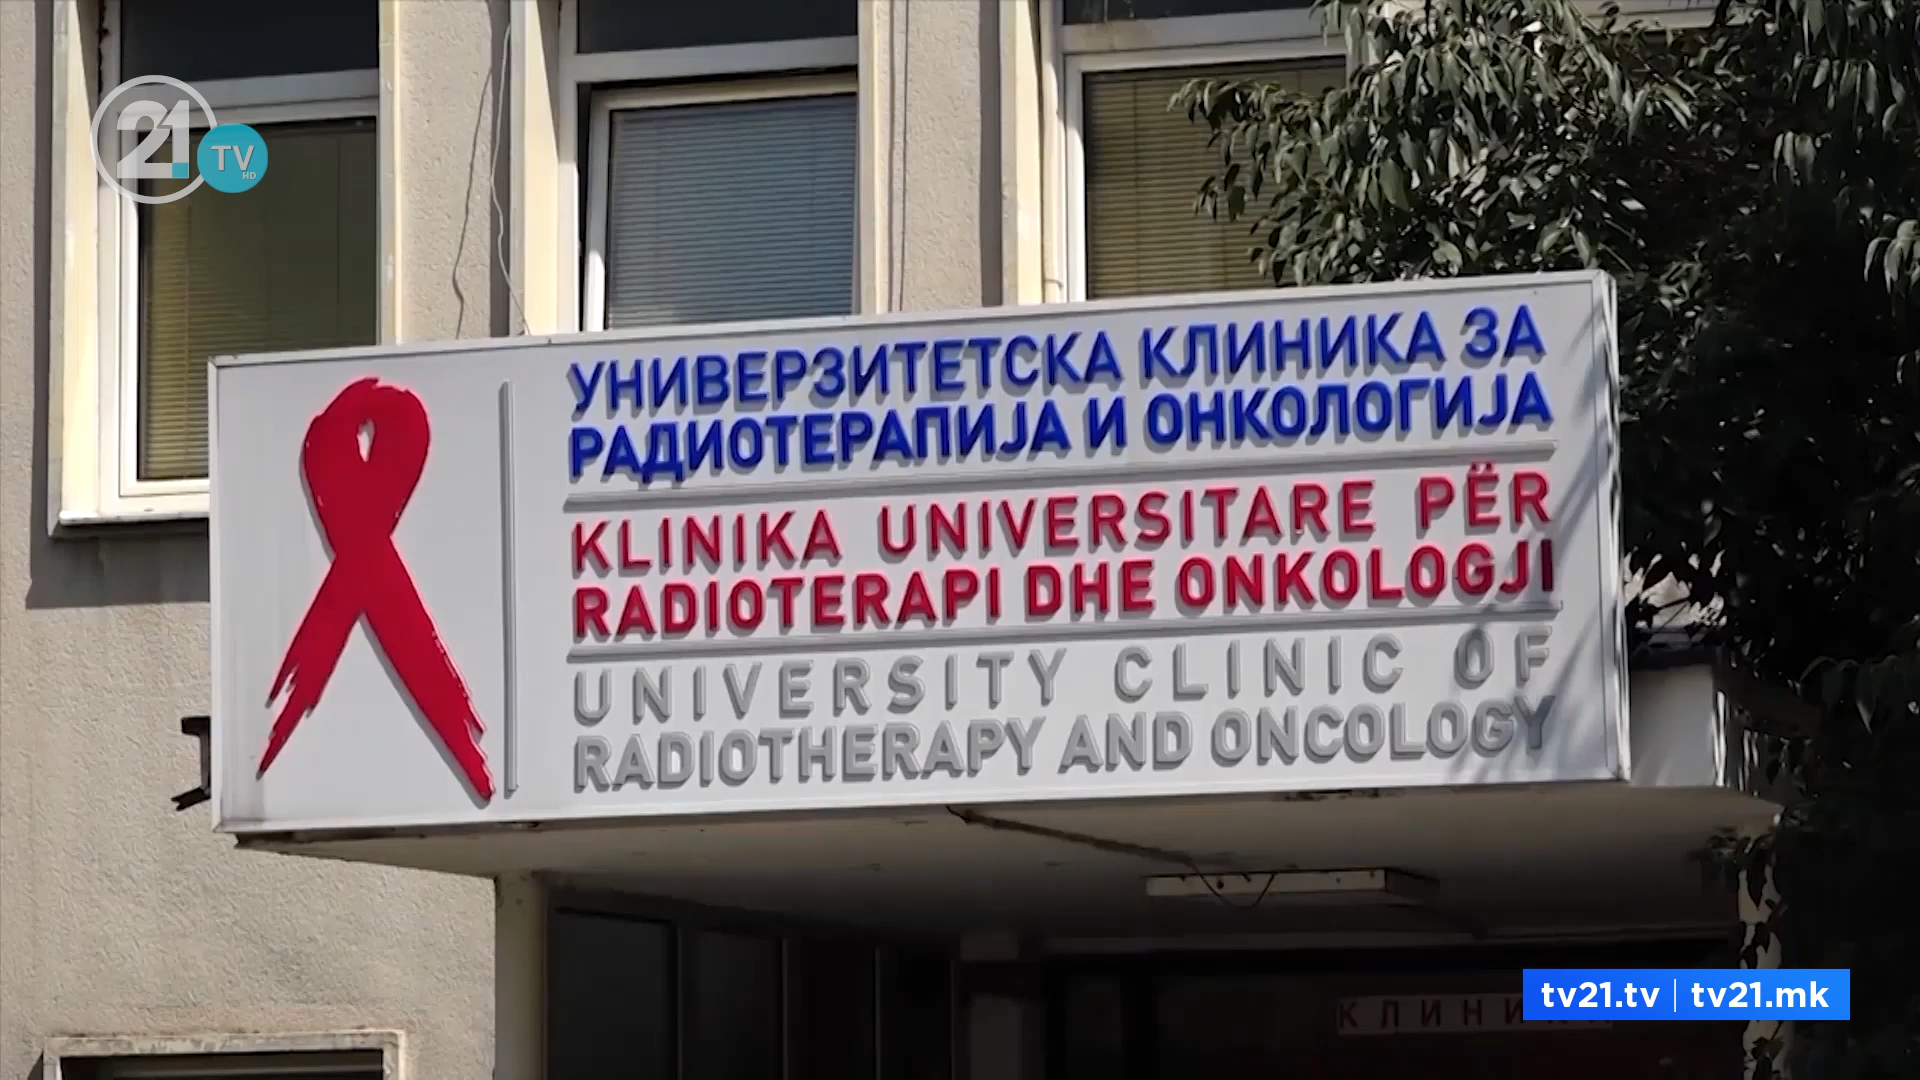 21 TV HD
УНИВЕРЗИТЕТСКА КЛИНИКА ЗА
РАДИОТЕРАПИЈА И ОНКОЛОГИЈА
KLINIKA UNIVERSITARE PËR
RADIOTERAPI DHE ONKOLOGJI
UNIVERSITY CLINIC OF
RADIOTHERAPY AND ONCOLOGY
tv21.tv | tv21.mk